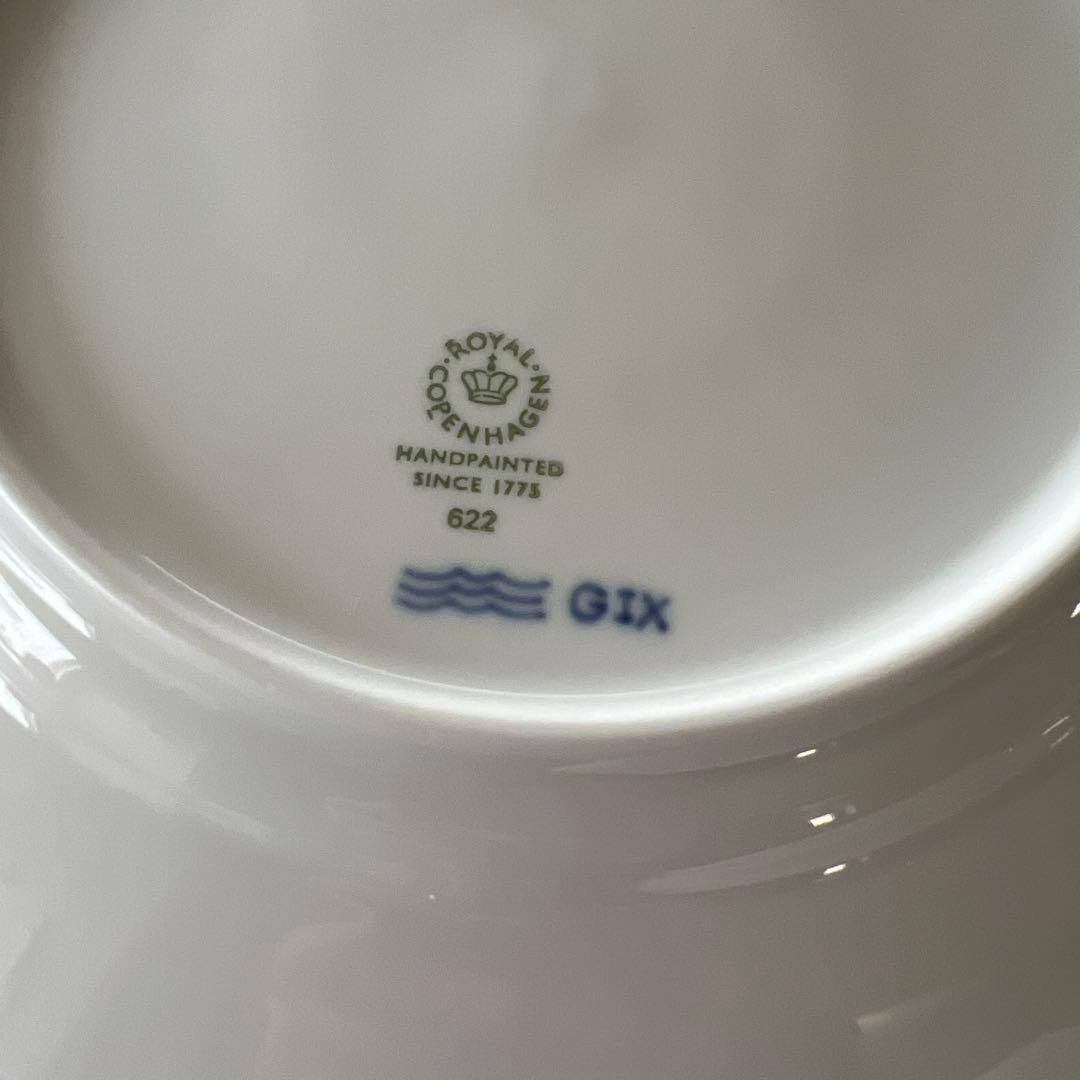 ROYAL COPENHAGEN
HANDPAINTED
SINCE 1775
622
GIX